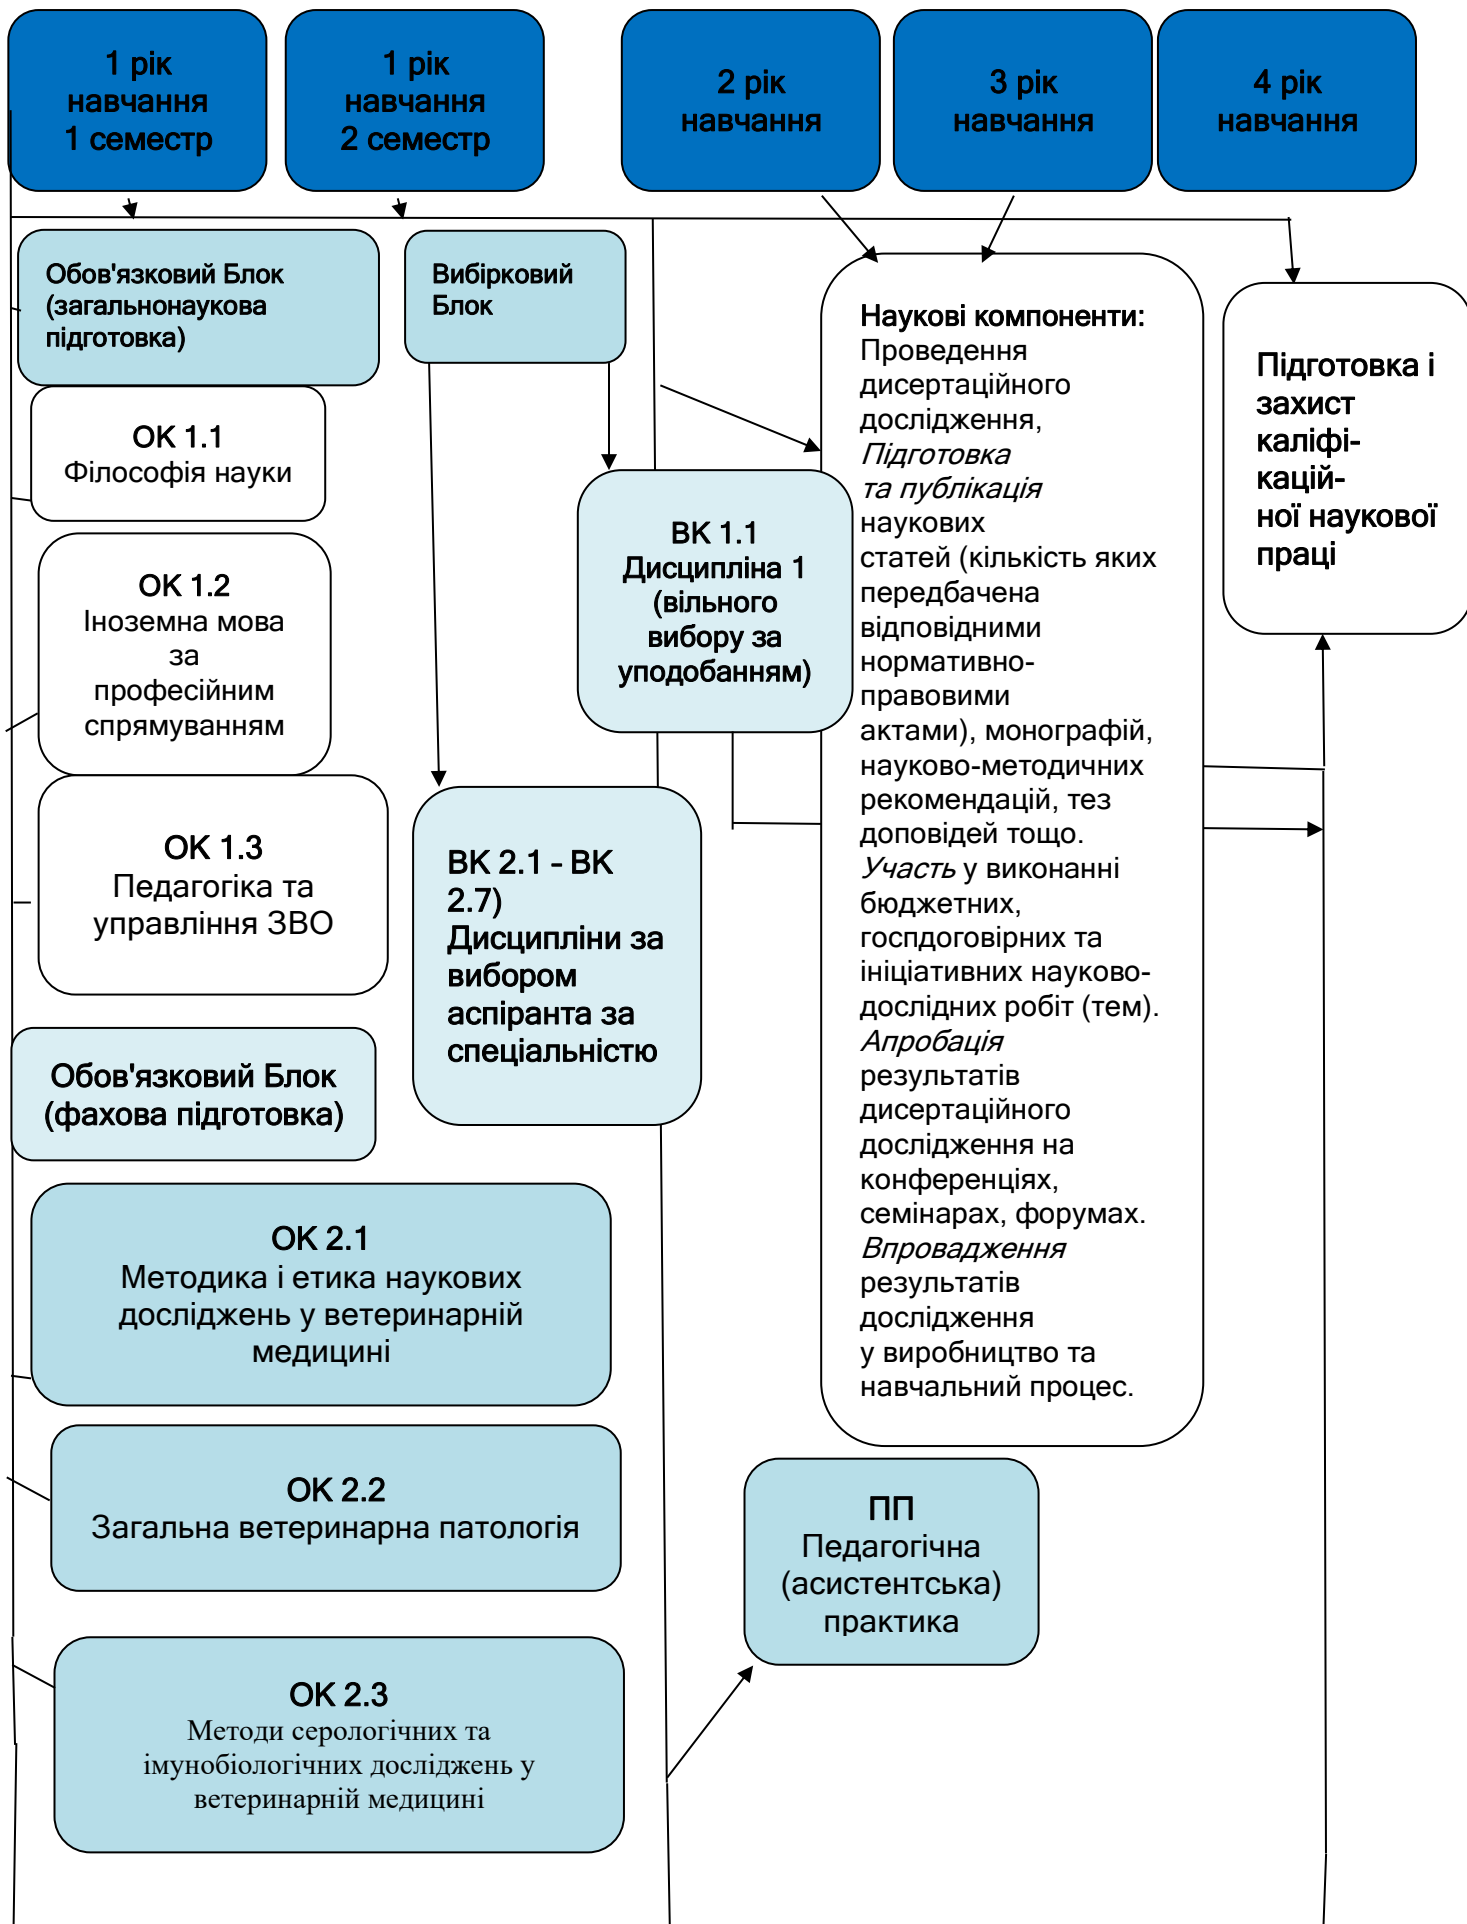 1 рік
навчання
1 семестр
1 рік
навчання
2 семестр
2 рік
навчання
3 рік
навчання
4 рік
навчання
Обов'язковий Блок
(загальнонаукова
підготовка)
Вибірковий
Блок
ОК 1.1
Філософія науки
ОК 1.2
Іноземна мова
за
професійним
спрямуванням
ОК 1.3
Педагогіка та
управління ЗВО
Обов'язковий Блок
(фахова підготовка)
ОК 2.1
Методика і етика наукових
досліджень у ветеринарній
медицині
ОК 2.2
Загальна ветеринарна патологія
ОК 2.3
Методи серологічних та
імунобіологічних досліджень у
ветеринарній медицині
ВК 1.1
Дисципліна 1
(вільного
вибору за
уподобанням)
ВК 2.1 – ВК
2.7)
Дисципліни за
вибором
аспіранта за
спеціальністю
Наукові компоненти:
Проведення
дисертаційного
дослідження,
Підготовка
та публікація
наукових
статей (кількість яких
передбачена
відповідними
нормативно-
правовими
актами), монографій,
науково-методичних
рекомендацій, тез
доповідей тощо.
Участь у виконанні
бюджетних,
госпдоговірних та
ініціативних науково-
дослідних робіт (тем).
Апробація
результатів
дисертаційного
дослідження на
конференціях,
семінарах, форумах.
Впровадження
результатів
дослідження
у виробництво та
навчальний процес.
ПП
Педагогічна
(асистентська)
практика
Підготовка і
захист
каліфі-
кацій-
ної наукової
праці